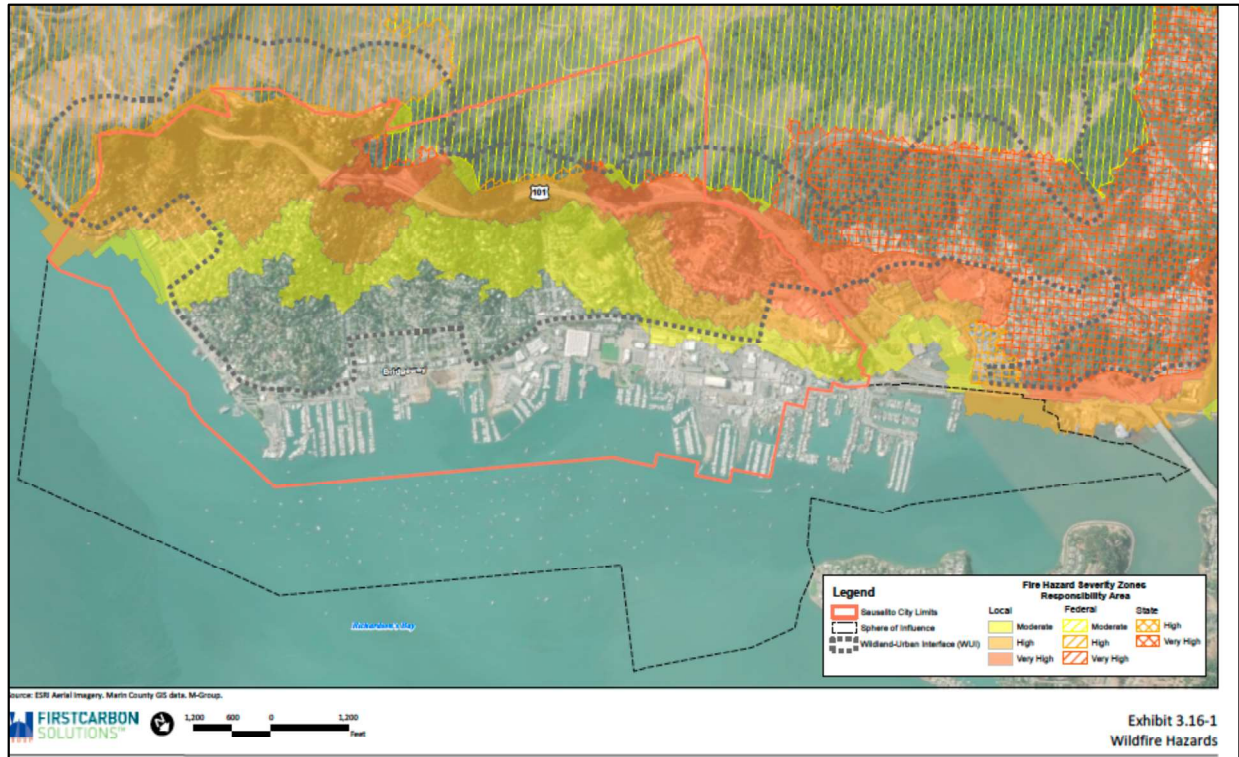 101
Bridgeway
Richardson's Bay
Legend
Sausalito City Limits
Sphere of Influence
Wildland-Urban Interface (WUI)
Fire Hazard Severity Zones
Responsibility Area
Local
Moderate
High
Very High
Federal
Moderate
High
Very High
State
High
Very High
ource: ESRI Aerial Imagery. Marin County GIS data. M-Group.
FIRSTCARBON
SOLUTIONS™
1,200 600 0 1,200
Feet
Exhibit 3.16-1
Wildfire Hazards